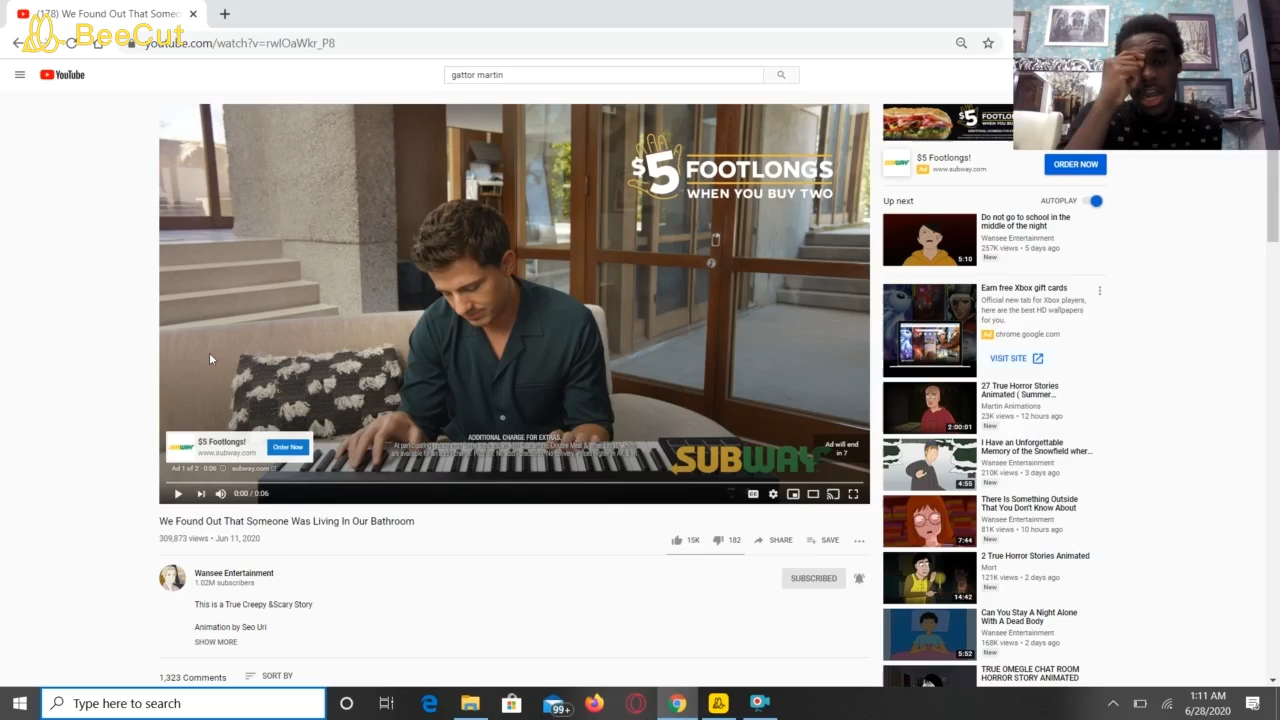 (178) We Found Out That Someo
BeeCut
youtube.com/watch?v=rwIOaWkr_P8
YouTube
gattor martin
$5 FOOTLONGS
WHEN YOU BUY TWO
ADDITIONAL CHARGE FOR EXTRAS.
SUBWAY
Ad will end
in 7
SUBWAY
$5 Footlongs!
www.subway.com
Order Now
Ad 1 of 2 · 0:06
subway.com
0:00 / 0:06
We Found Out That Someone Was Living In Our Bathroom
309,873 views • Jun 11, 2020
15K
182
SHARE
SAVE
Wansee Entertainment
1.02M subscribers
SUBSCRIBED
This is a True Creepy &Scary Story
Animation by Seo Uri
SHOW MORE
1,323 Comments
SORT BY
$5 FOOTLO
WHEN YOU BUY TWO
SUBWAY
$5 Footlongs!
Ad www.subway.com
ORDER NOW
Up next
AUTOPLAY
Do not go to school in the
middle of the night
Wansee Entertainment
257K views • 5 days ago
New
5:10
Earn free Xbox gift cards
Official new tab for Xbox players,
here are the best HD wallpapers
for you.
Ad chrome.google.com
VISIT SITE
27 True Horror Stories
Animated ( Summer...
Martin Animations
23K views • 12 hours ago
New
2:00:01
I Have an Unforgettable
Memory of the Snowfield wher...
Wansee Entertainment
210K views • 3 days ago
New
4:55
There Is Something Outside
That You Don't Know About
Wansee Entertainment
81K views • 10 hours ago
New
7:44
2 True Horror Stories Animated
Mort
121K views • 2 days ago
New
14:42
Can You Stay A Night Alone
With A Dead Body
Wansee Entertainment
168K views • 2 days ago
New
5:52
TRUE OMEGLE CHAT ROOM
HORROR STORY ANIMATED
Type here to search
99+
1:11 AM
6/28/2020